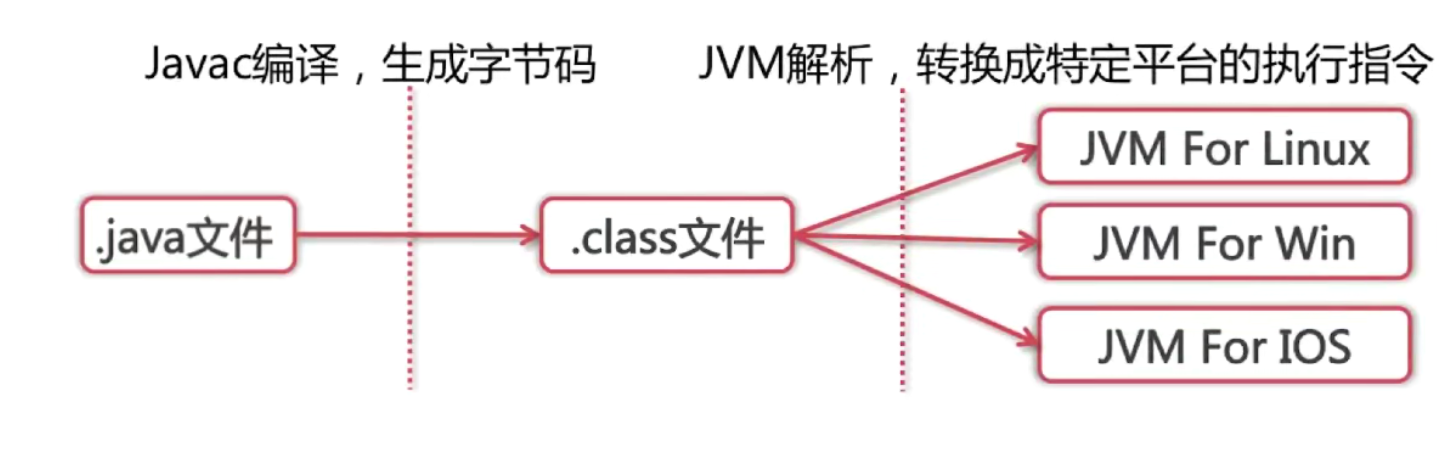 Javac编译，生成字节码
JVM解析，转换成特定平台的执行指令
.java文件
.class文件
JVM For Linux
JVM For Win
JVM For IOS